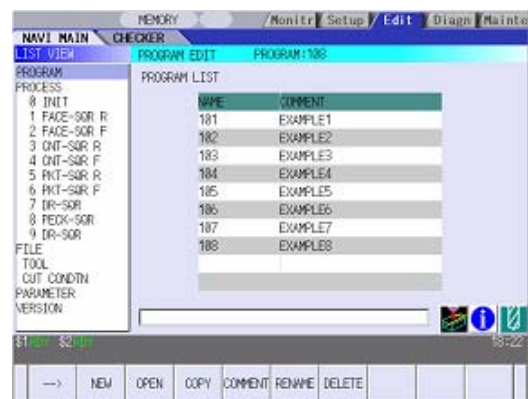 MEMORY Monitr Setup Edit Diagn Mainte
NAVI MAIN CHECKER
LIST VIEW PROGRAM EDIT PROGRAM:108
PROGRAM
PROCESS
0 INIT
1 FACE-SQR R
2 FACE-SQR F
3 CNT-SQR R
4 CNT-SQR F
5 PKT-SQR R
6 PKT-SQR F
7 DR-SQR
8 PECK-SQR
9 DR-SQR
FILE
TOOL
CUT CONDTN
PARAMETER
VERSION
PROGRAM LIST
NAME COMMENT
101 EXAMPLE1
102 EXAMPLE2
103 EXAMPLE3
104 EXAMPLE4
105 EXAMPLE5
106 EXAMPLE6
107 EXAMPLE7
108 EXAMPLE8
$1 RDY $2 RDY 18:22
--> NEW OPEN COPY COMMENT RENAME DELETE